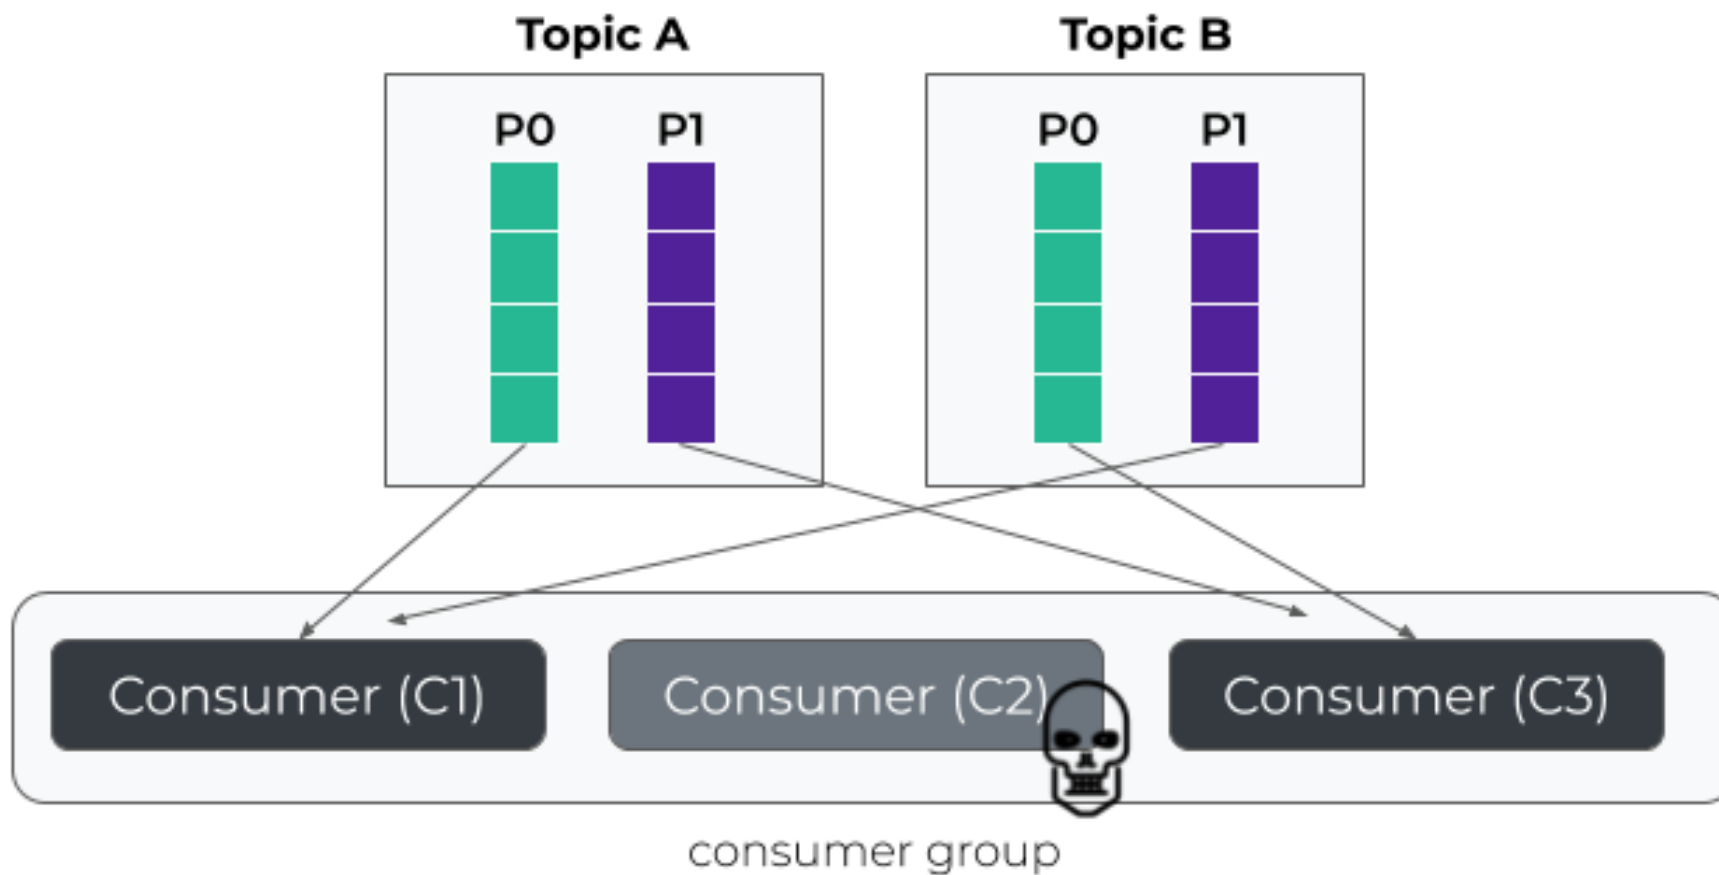 Topic A
Topic B
P0
P1
P0
P1
Consumer (C1)
Consumer (C2)
Consumer (C3)
consumer group